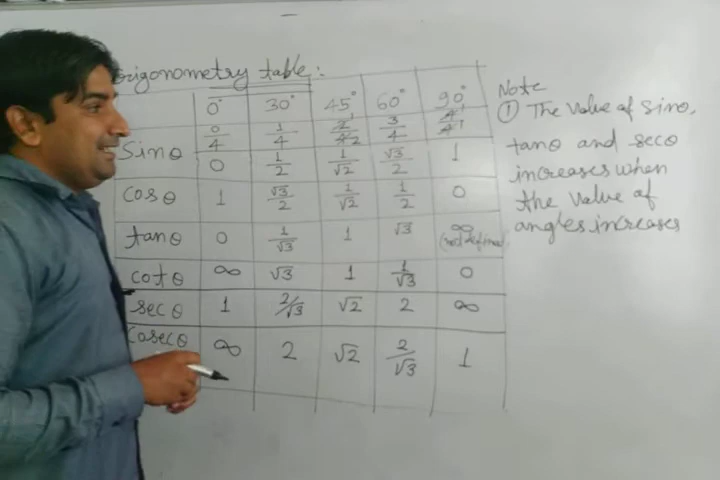 trigonometry table:
0° 30° 45° 60° 90°
0/4 1/4 2/4 3/4 4/4
sinθ 0 1/2 1/√2 √3/2 1
cosθ 1 √3/2 1/√2 1/2 0
tanθ 0 1/√3 1 √3 ∞
(not defined)
cotθ ∞ √3 1 1/√3 0
secθ 1 2/√3 √2 2 ∞
cosecθ ∞ 2 √2 2/√3 1
Note
① The value of sinθ,
tanθ and secθ
increases when
the value of
angles increases